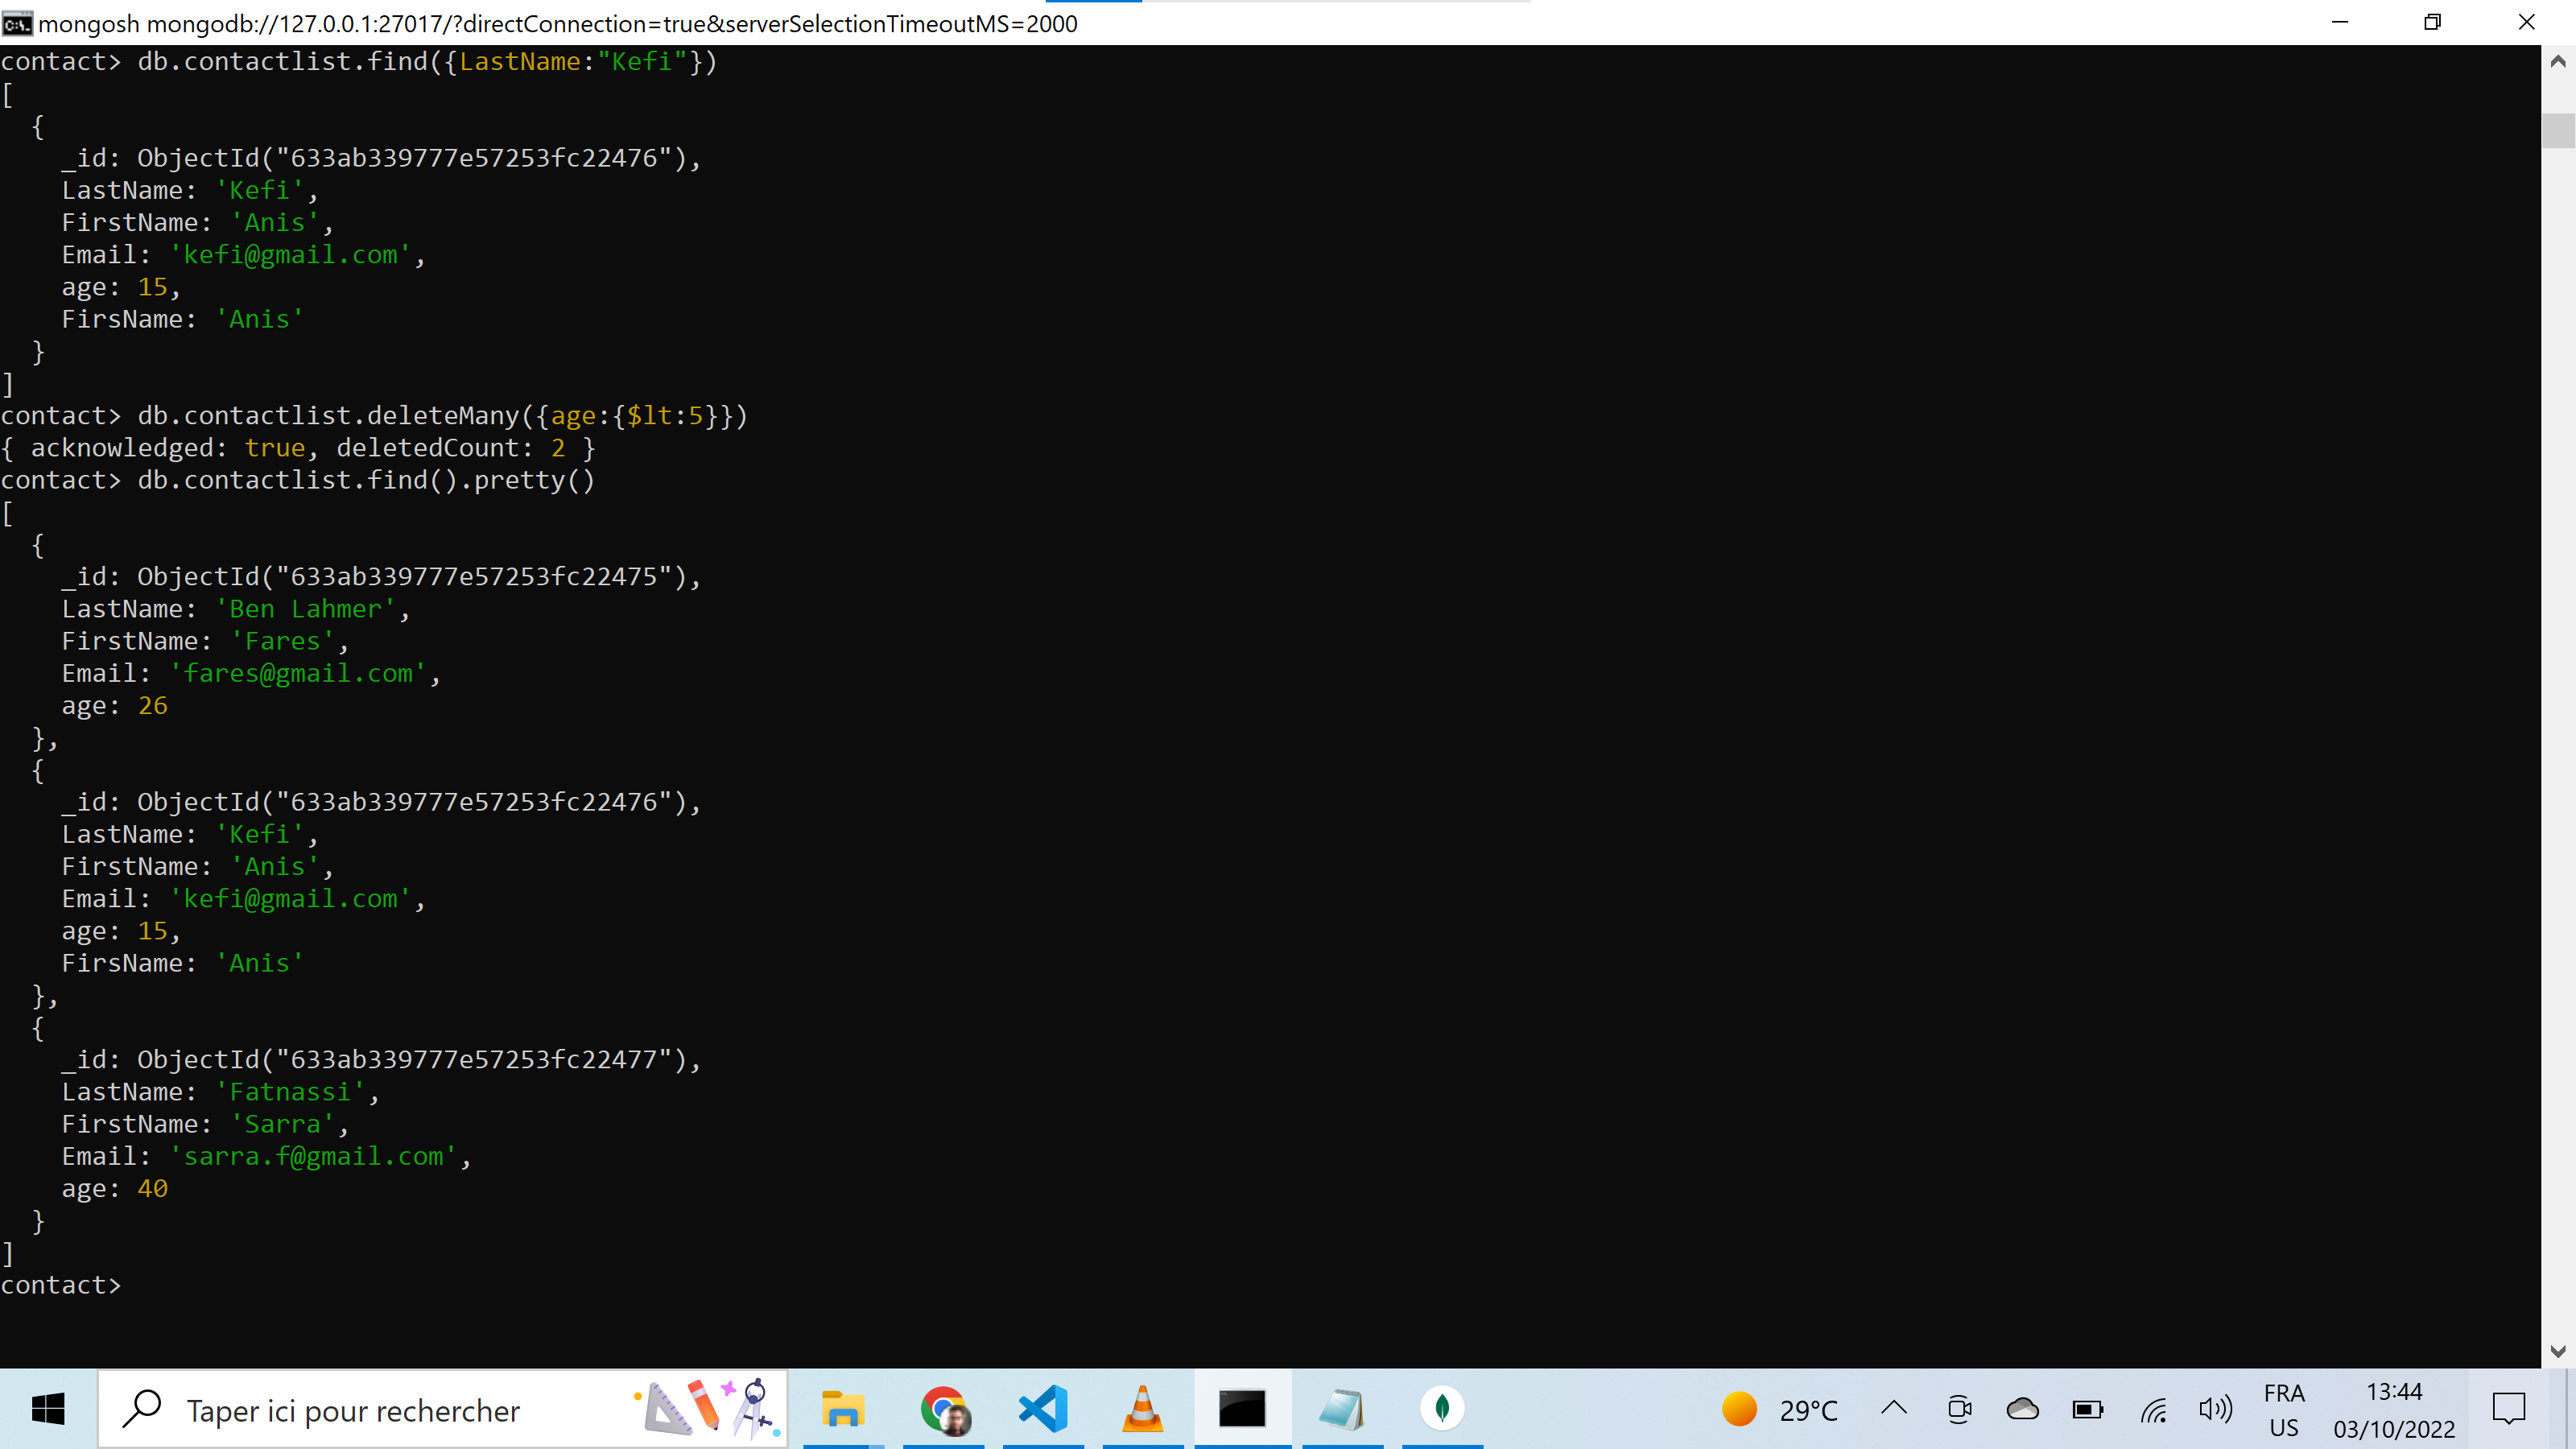 mongosh mongodb://127.0.0.1:27017/?directConnection=true&serverSelectionTimeoutMS=2000
contact> db.contactlist.find({LastName:"Kefi"})
[
  {
    _id: ObjectId("633ab339777e57253fc22476"),
    LastName: 'Kefi',
    FirstName: 'Anis',
    Email: 'kefi@gmail.com',
    age: 15,
    FirsName: 'Anis'
  }
]
contact> db.contactlist.deleteMany({age:{$lt:5}})
{ acknowledged: true, deletedCount: 2 }
contact> db.contactlist.find().pretty()
[
  {
    _id: ObjectId("633ab339777e57253fc22475"),
    LastName: 'Ben Lahmer',
    FirstName: 'Fares',
    Email: 'fares@gmail.com',
    age: 26
  },
  {
    _id: ObjectId("633ab339777e57253fc22476"),
    LastName: 'Kefi',
    FirstName: 'Anis',
    Email: 'kefi@gmail.com',
    age: 15,
    FirsName: 'Anis'
  },
  {
    _id: ObjectId("633ab339777e57253fc22477"),
    LastName: 'Fatnassi',
    FirstName: 'Sarra',
    Email: 'sarra.f@gmail.com',
    age: 40
  }
]
contact>
Taper ici pour rechercher
29°C
FRA
US
13:44
03/10/2022